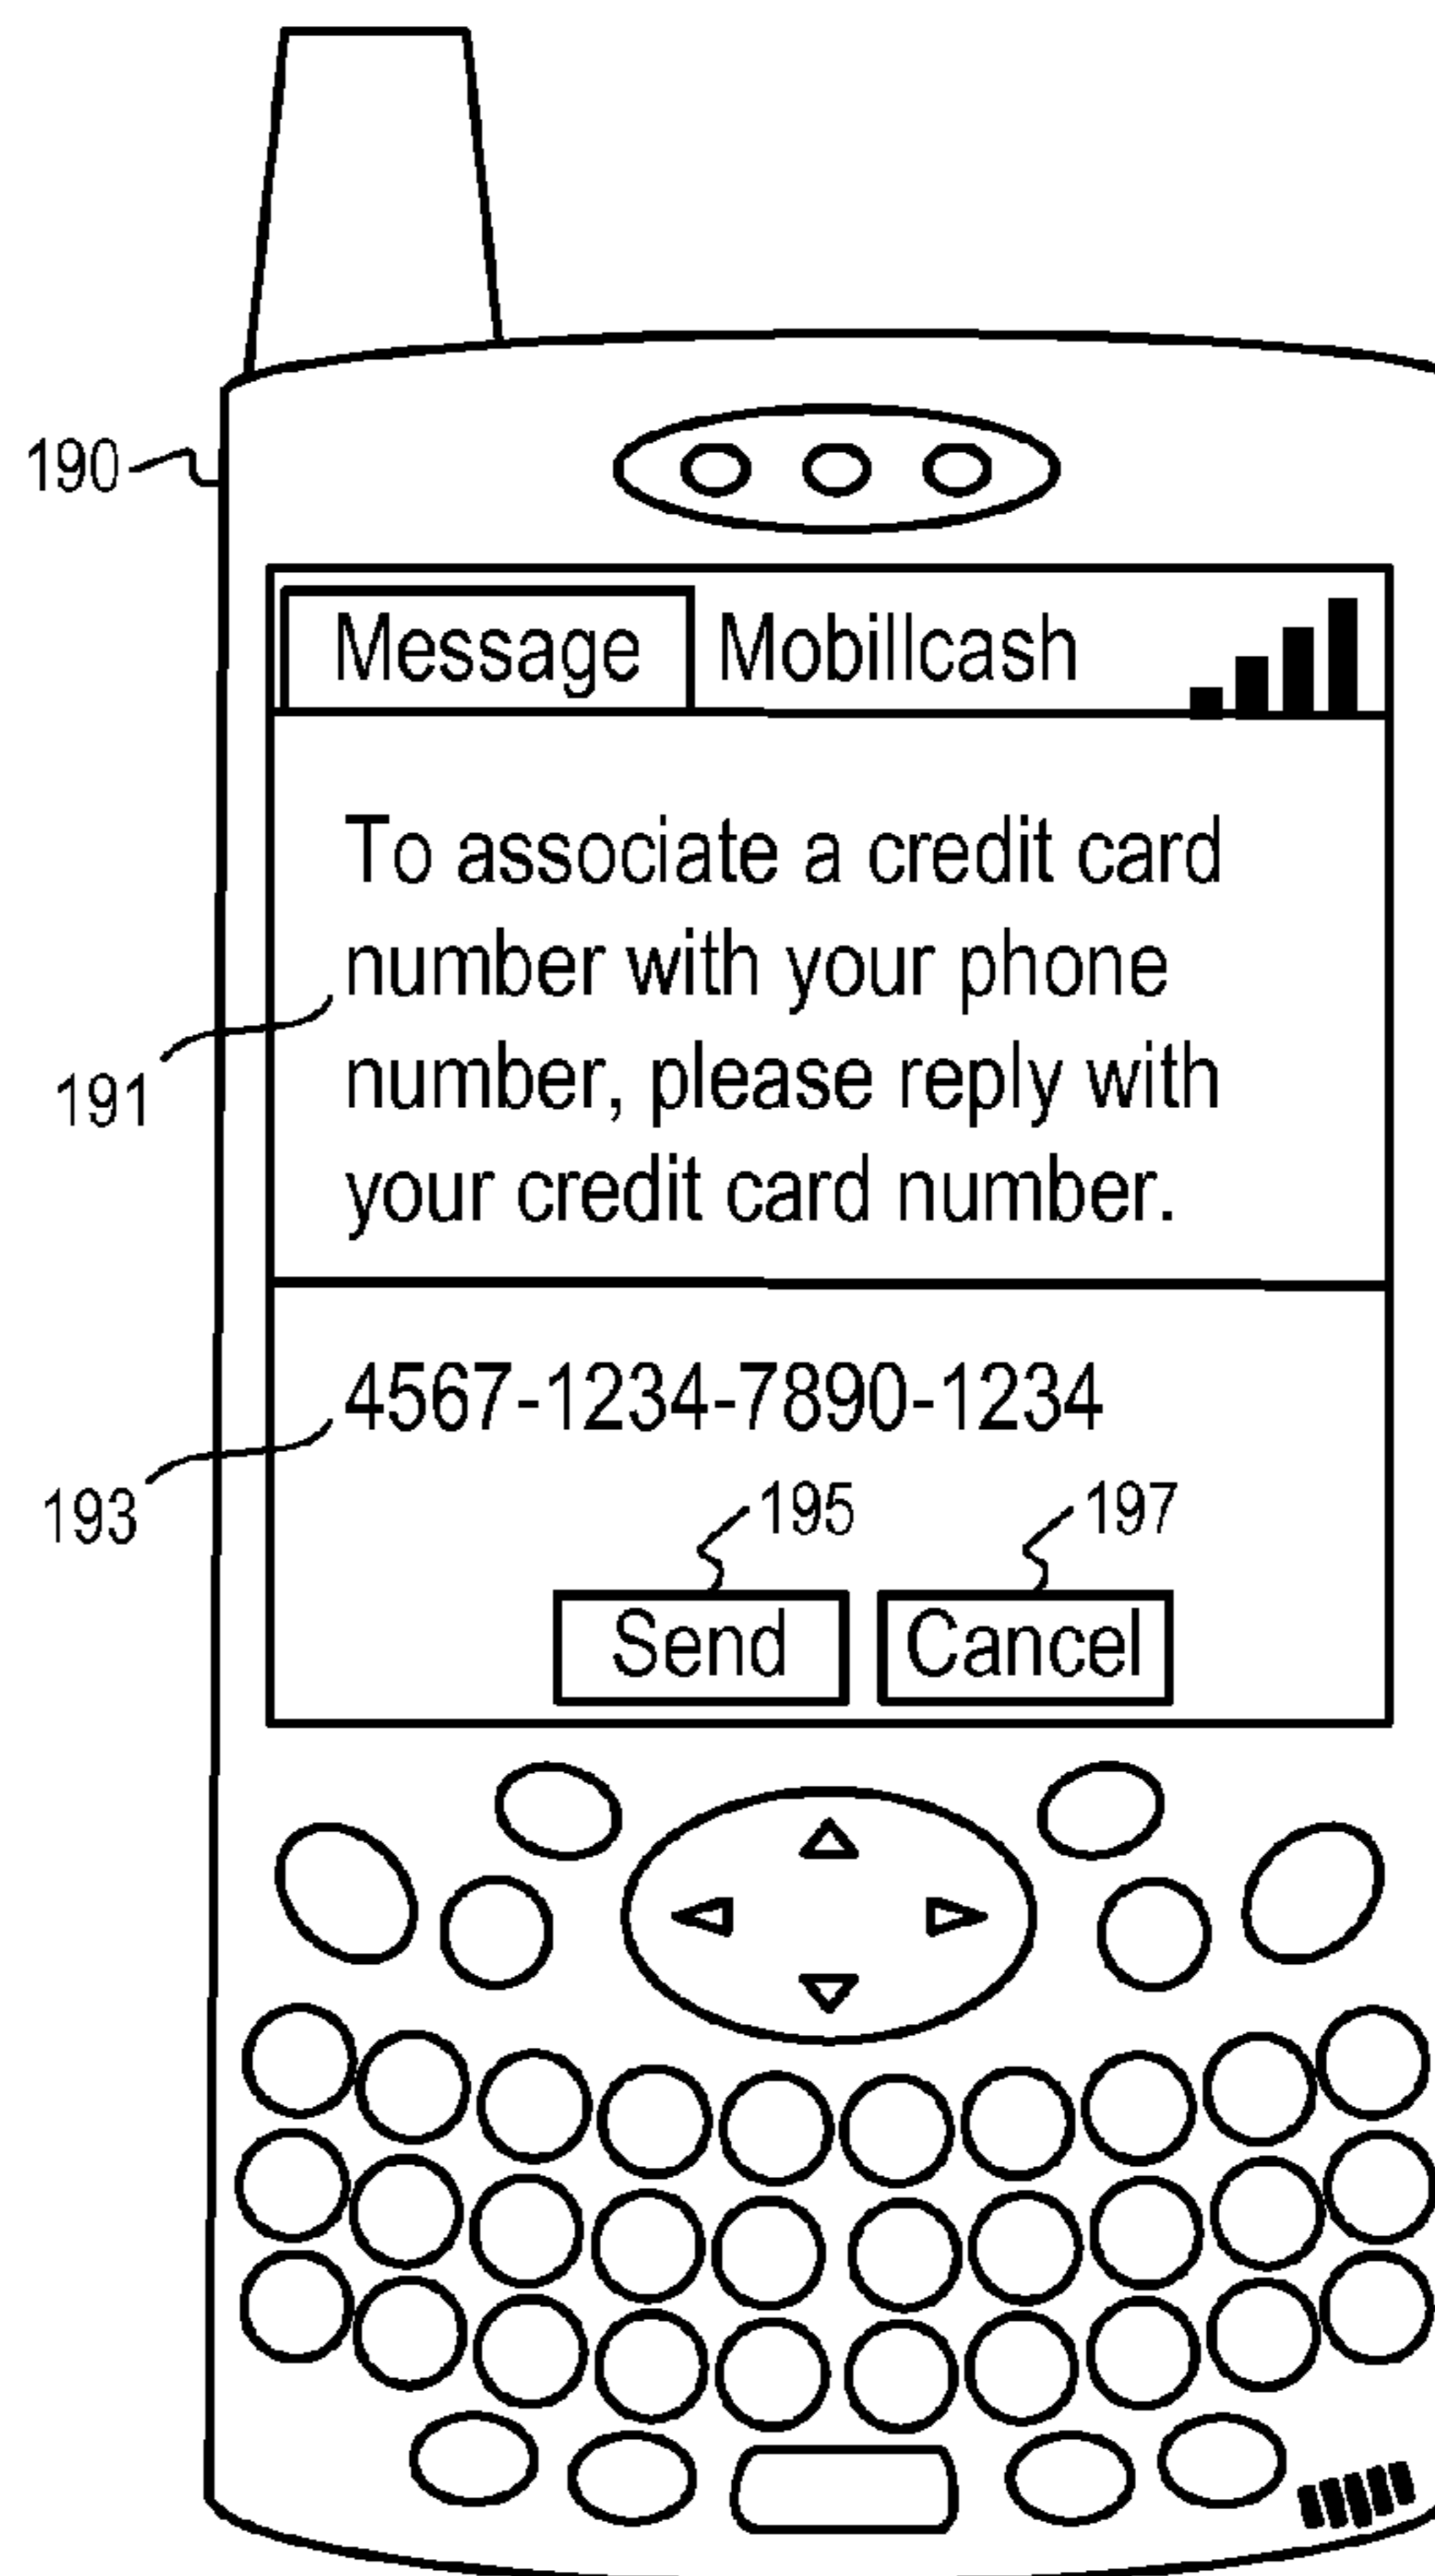 190
Message Mobillcash
To associate a credit card
number with your phone
191
number, please reply with
your credit card number.
4567-1234-7890-1234
193
195 197
Send Cancel